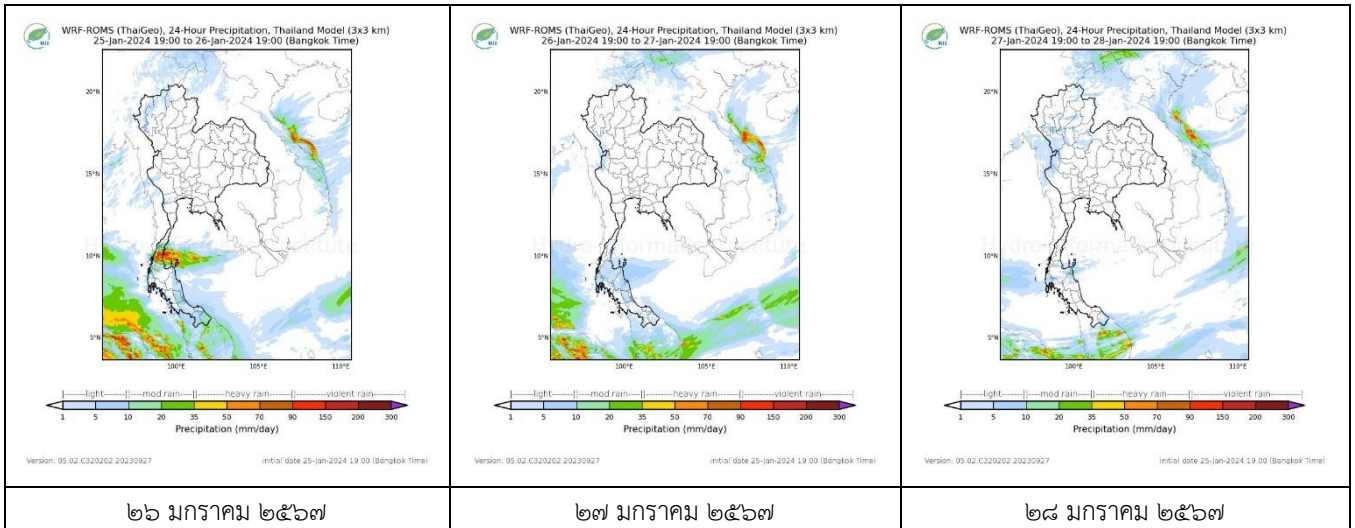 WRF-ROMS (ThaiGeo), 24-Hour Precipitation, Thailand Model (3x3 km)
25-Jan-2024 19:00 to 26-Jan-2024 19:00 (Bangkok Time)
HII
20°N
15°N
10°N
5°N
100°E
105°E
110°E
Hydro Informatics Institute
light mod rain heavy rain violent rain
1 5 10 20 35 50 70 90 150 200 300
Precipitation (mm/day)
Version: 05.02.C320202.20230927
initial date 25-Jan-2024 19:00 (Bangkok Time)
๒๖ มกราคม ๒๕๖๗
WRF-ROMS (ThaiGeo), 24-Hour Precipitation, Thailand Model (3x3 km)
26-Jan-2024 19:00 to 27-Jan-2024 19:00 (Bangkok Time)
HII
20°N
15°N
10°N
5°N
100°E
105°E
110°E
Hydro Informatics Institute
light mod rain heavy rain violent rain
1 5 10 20 35 50 70 90 150 200 300
Precipitation (mm/day)
Version: 05.02.C320202.20230927
initial date 25-Jan-2024 19:00 (Bangkok Time)
๒๗ มกราคม ๒๕๖๗
WRF-ROMS (ThaiGeo), 24-Hour Precipitation, Thailand Model (3x3 km)
27-Jan-2024 19:00 to 28-Jan-2024 19:00 (Bangkok Time)
HII
20°N
15°N
10°N
5°N
100°E
105°E
110°E
Hydro Informatics Institute
light mod rain heavy rain violent rain
1 5 10 20 35 50 70 90 150 200 300
Precipitation (mm/day)
Version: 05.02.C320202.20230927
initial date 25-Jan-2024 19:00 (Bangkok Time)
๒๘ มกราคม ๒๕๖๗